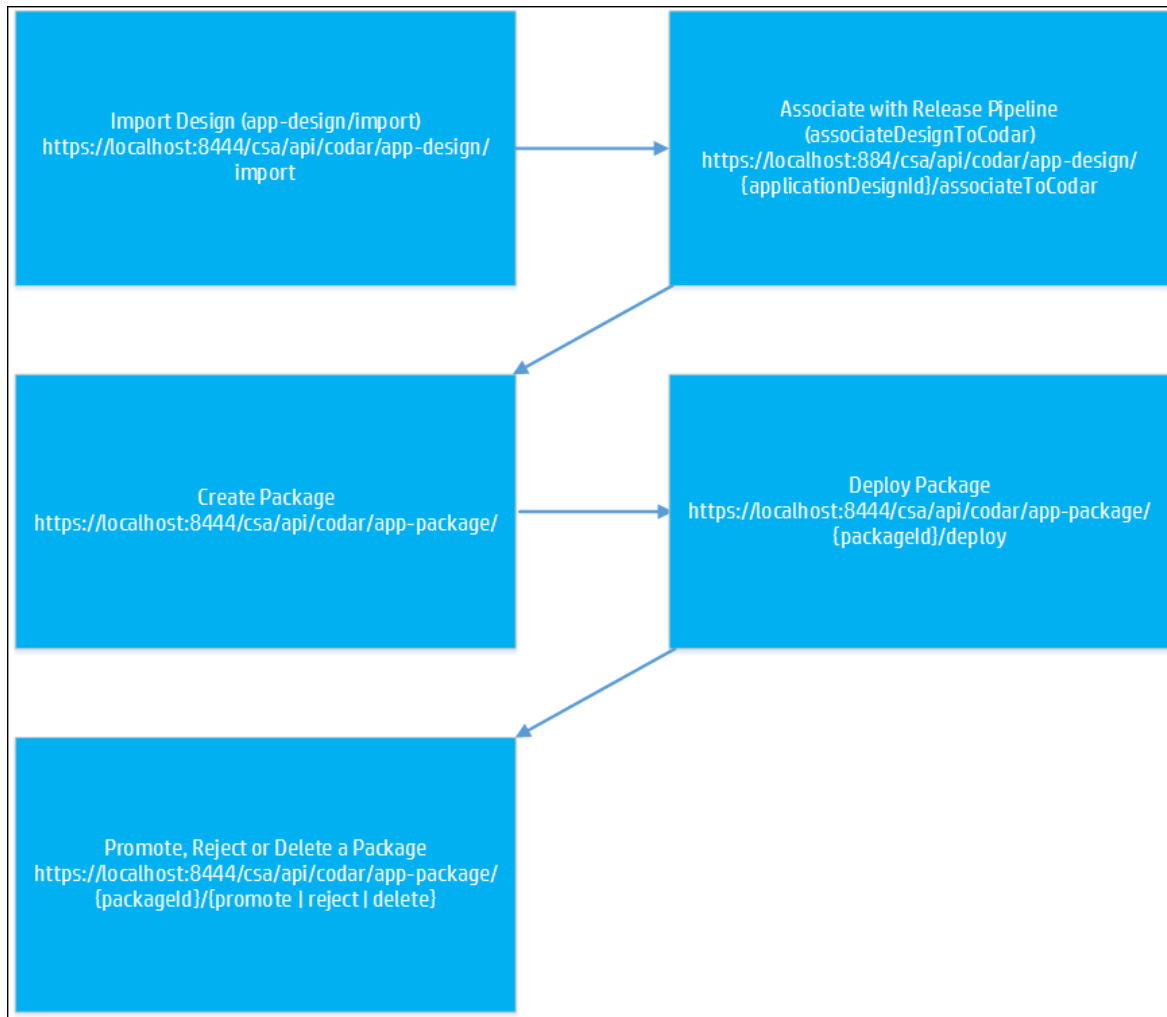 Import Design (app-design/import)
https://localhost:8444/csa/api/codar/app-design/
import
Associate with Release Pipeline
(associateDesignToCodar)
https://localhost:884/csa/api/codar/app-design/
{applicationDesignId}/associateToCodar
Create Package
https://localhost:8444/csa/api/codar/app-package/
Deploy Package
https://localhost:8444/csa/api/codar/app-package/
{packageId}/deploy
Promote, Reject or Delete a Package
https://localhost:8444/csa/api/codar/app-package/
{packageId}/{promote | reject | delete}